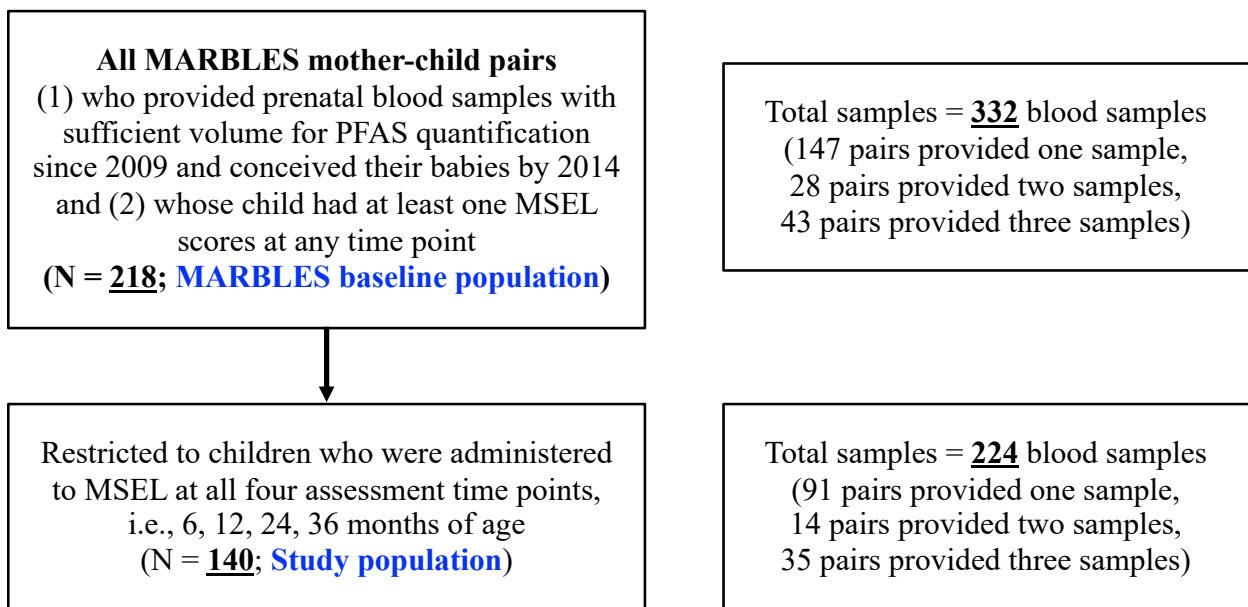 All MARBLES mother-child pairs
(1) who provided prenatal blood samples with
sufficient volume for PFAS quantification
since 2009 and conceived their babies by 2014
and (2) whose child had at least one MSEL
scores at any time point
(N = 218; MARBLES baseline population)
Total samples = 332 blood samples
(147 pairs provided one sample,
28 pairs provided two samples,
43 pairs provided three samples)
Restricted to children who were administered
to MSEL at all four assessment time points,
i.e., 6, 12, 24, 36 months of age
(N = 140; Study population)
Total samples = 224 blood samples
(91 pairs provided one sample,
14 pairs provided two samples,
35 pairs provided three samples)